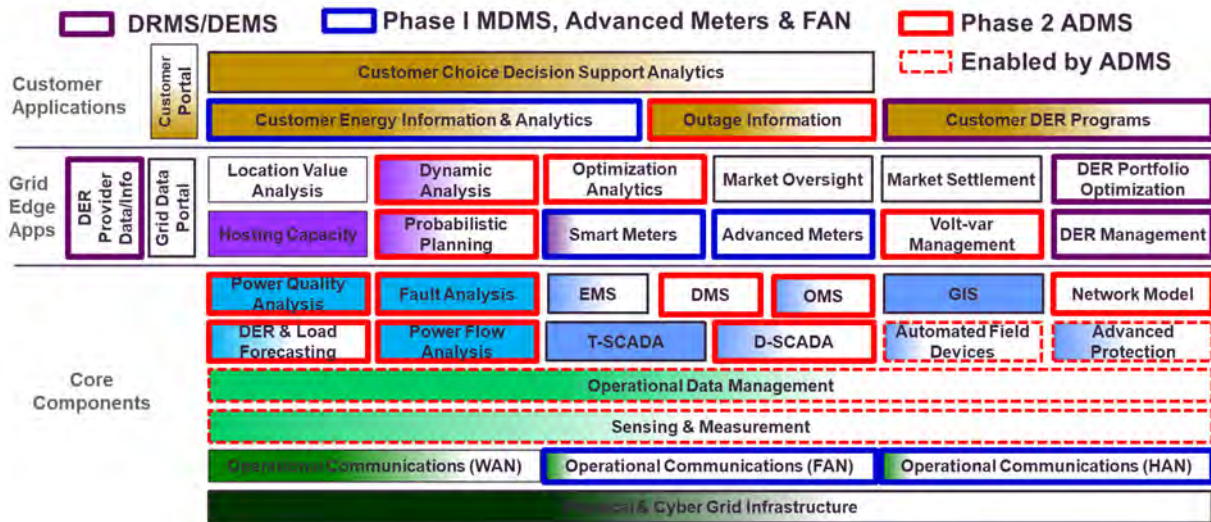 DRMS/DEMS
Phase I MDMS, Advanced Meters & FAN
Phase 2 ADMS
Enabled by ADMS
Customer
Applications
Customer
Portal
Customer Choice Decision Support Analytics
Customer Energy Information & Analytics
Outage Information
Customer DER Programs
Grid
Edge
Apps
DER
Provider
Data/Info
Grid Data
Portal
Location Value
Analysis
Dynamic
Analysis
Optimization
Analytics
Market Oversight
Market Settlement
DER Portfolio
Optimization
Hosting Capacity
Probabilistic
Planning
Smart Meters
Advanced Meters
Volt-var
Management
DER Management
Core
Components
Power Quality
Analysis
Fault Analysis
EMS
DMS
OMS
GIS
Network Model
DER & Load
Forecasting
Power Flow
Analysis
T-SCADA
D-SCADA
Automated Field
Devices
Advanced
Protection
Operational Data Management
Sensing & Measurement
Operational Communications (WAN)
Operational Communications (FAN)
Operational Communications (HAN)
Physical & Cyber Grid Infrastructure